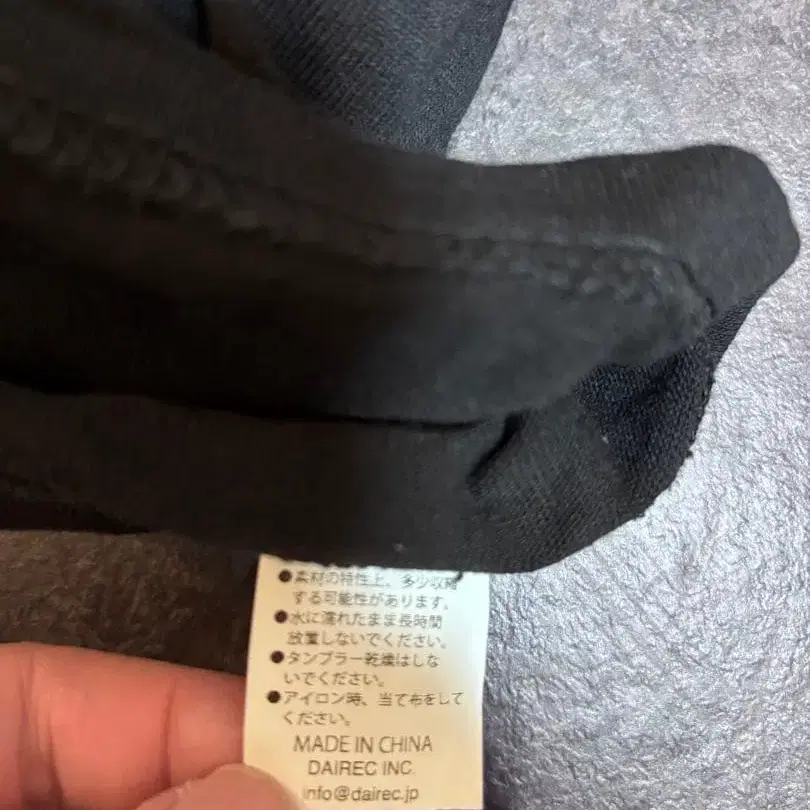 ●素材の特性上、多少収縮
する可能性があります。
●水に濡れたまま長時間
放置しないでください。
●タンブラー乾燥はしな
いでください。
●アイロン時、当て布をして
ください。
MADE IN CHINA
DAIREC INC.
info@dairec.jp